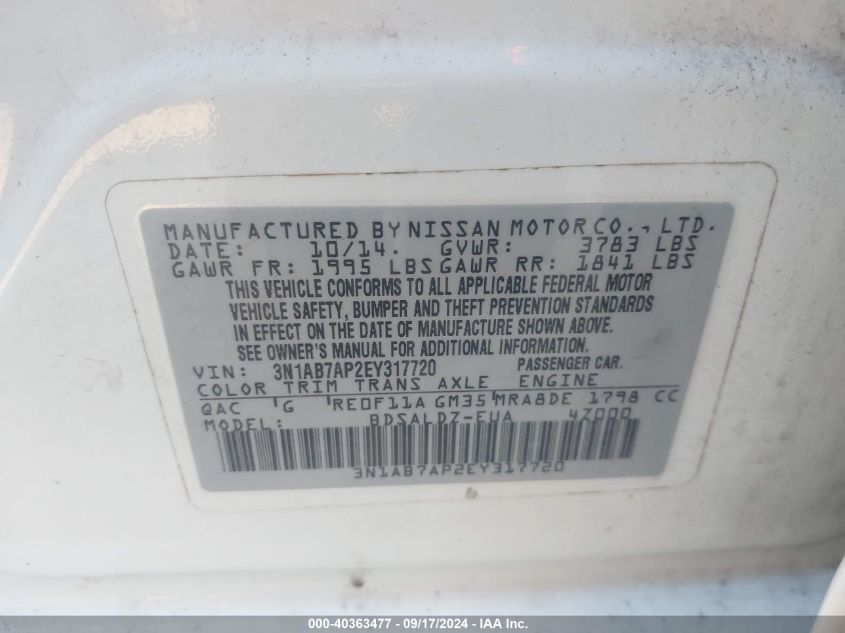 MANUFACTURED BY NISSAN MOTOR CO., LTD.
DATE: 10/14. GVWR: 3783 LBS
GAWR FR: 1995 LBS GAWR RR: 1841 LBS
THIS VEHICLE CONFORMS TO ALL APPLICABLE FEDERAL MOTOR
VEHICLE SAFETY, BUMPER AND THEFT PREVENTION STANDARDS
IN EFFECT ON THE DATE OF MANUFACTURE SHOWN ABOVE.
SEE OWNER'S MANUAL FOR ADDITIONAL INFORMATION.
VIN: 3N1AB7AP2EY317720 PASSENGER CAR.
COLOR TRIM TRANS AXLE ENGINE
QAC G RE0F11A GM35 MRA8DE 1798 CC
MODEL: BDSALDZ-EUA 4Z000
3N1AB7AP2EY317720
000-40363477 - 09/17/2024 - IAA Inc.